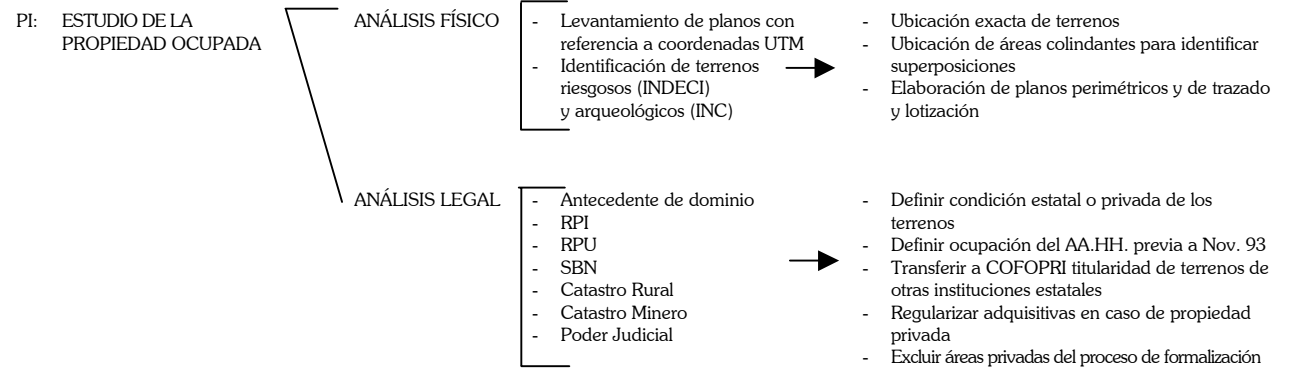 PI: ESTUDIO DE LA
PROPIEDAD OCUPADA
ANÁLISIS FÍSICO
- Levantamiento de planos con
referencia a coordenadas UTM
- Identificación de terrenos
riesgosos (INDECI)
y arqueológicos (INC)
- Ubicación exacta de terrenos
- Ubicación de áreas colindantes para identificar
superposiciones
- Elaboración de planos perimétricos y de trazado
y lotización
ANÁLISIS LEGAL
- Antecedente de dominio
- RPI
- RPU
- SBN
- Catastro Rural
- Catastro Minero
- Poder Judicial
- Definir condición estatal o privada de los
terrenos
- Definir ocupación del AA.HH. previa a Nov. 93
- Transferir a COFOPRI titularidad de terrenos de
otras instituciones estatales
- Regularizar adquisitivas en caso de propiedad
privada
- Excluir áreas privadas del proceso de formalización